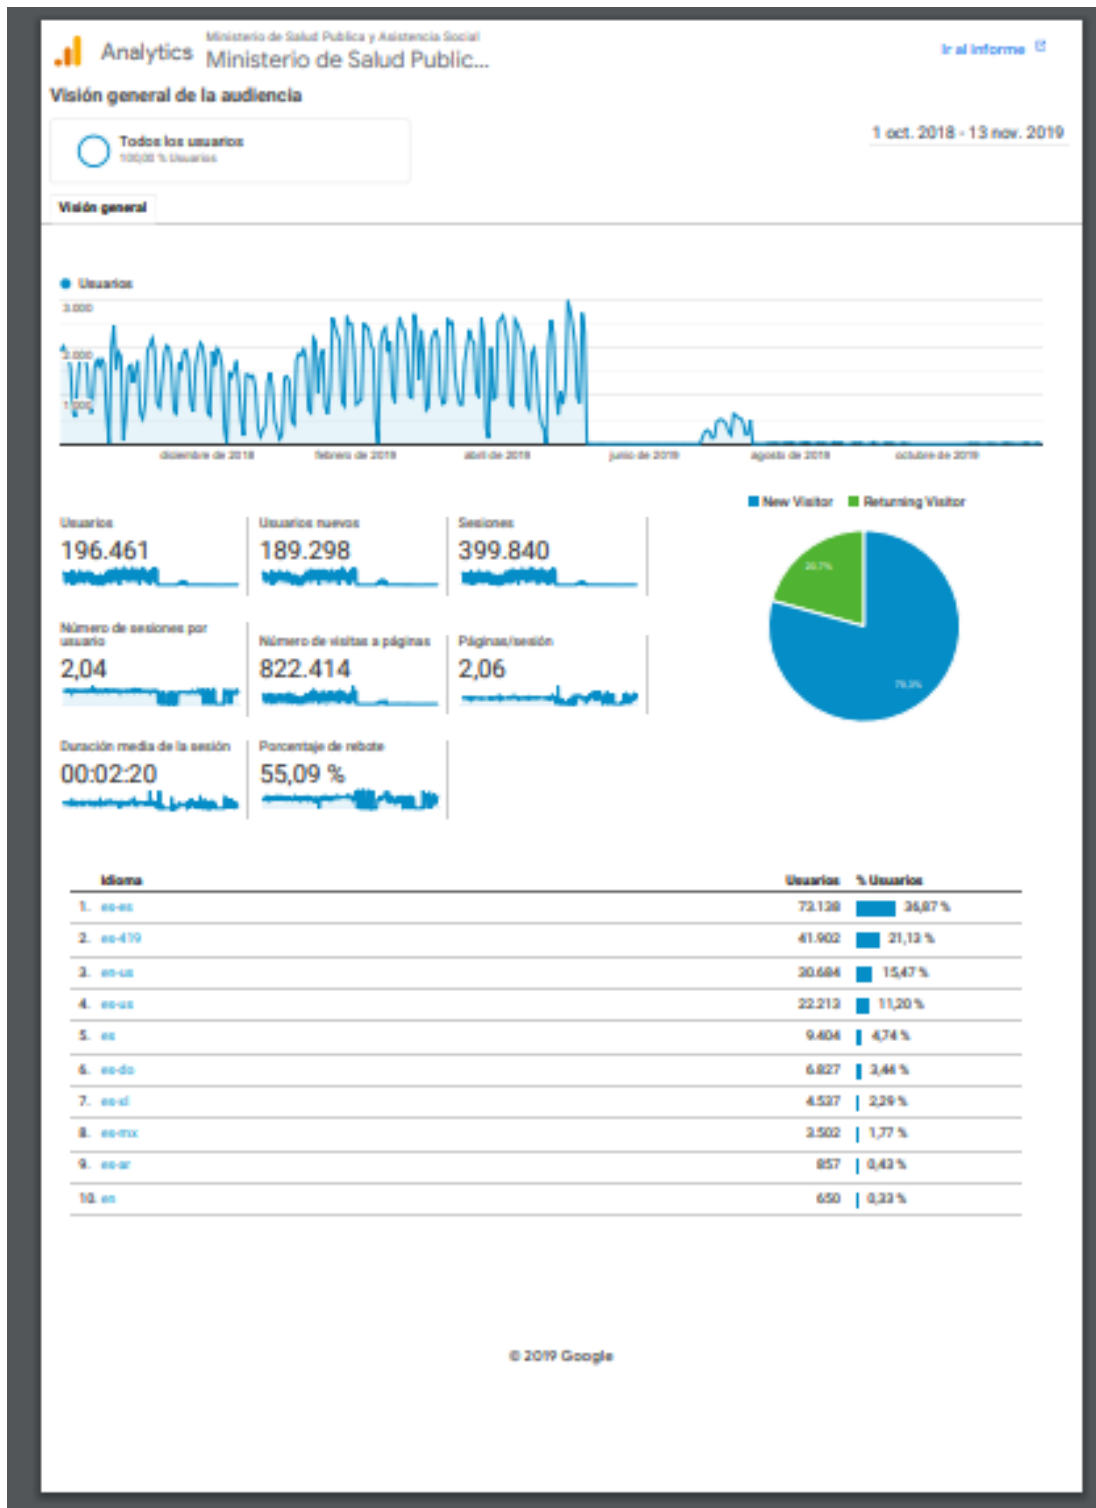 Analytics
Ministerio de Salud Publica y Asistencia Social
Ministerio de Salud Public...
Ir al informe
Visión general de la audiencia
Todos los usuarios
100,00 % Usuarios
1 oct. 2018 - 13 nov. 2019
Visión general
Usuarios
3.000
2.000
1.000
diciembre de 2018
febrero de 2019
abril de 2019
junio de 2019
agosto de 2019
octubre de 2019
New Visitor
Returning Visitor
20.7%
79.3%
Usuarios
196.461
Usuarios nuevos
189.298
Sesiones
399.840
Número de sesiones por
usuario
2,04
Número de visitas a páginas
822.414
Páginas/sesión
2,06
Duración media de la sesión
00:02:20
Porcentaje de rebote
55,09 %
Idioma Usuarios % Usuarios
1. es-es 73.138 36,87 %
2. es-419 41.902 21,13 %
3. en-us 30.684 15,47 %
4. es-us 22.213 11,20 %
5. es 9.404 4,74 %
6. es-do 6.827 3,44 %
7. es-xl 4.537 2,29 %
8. es-mx 3.502 1,77 %
9. es-ar 857 0,43 %
10. en 650 0,33 %
© 2019 Google